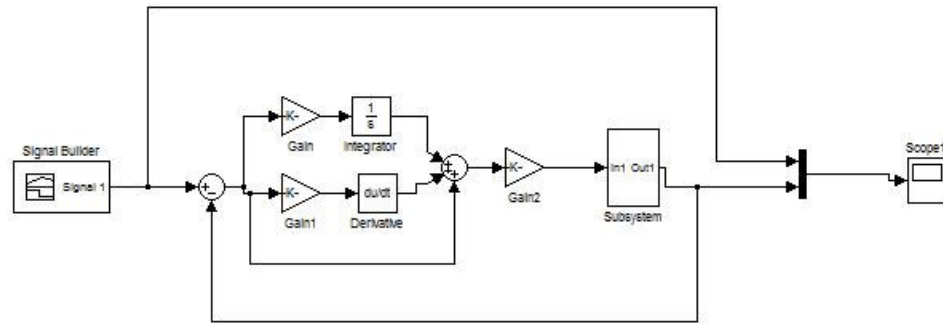 Signal Builder
Signal 1
+
−
-K-
Gain
1
s
Integrator
-K-
Gain1
du/dt
Derivative
+
+
+
-K-
Gain2
In1 Out1
Subsystem
Scope1